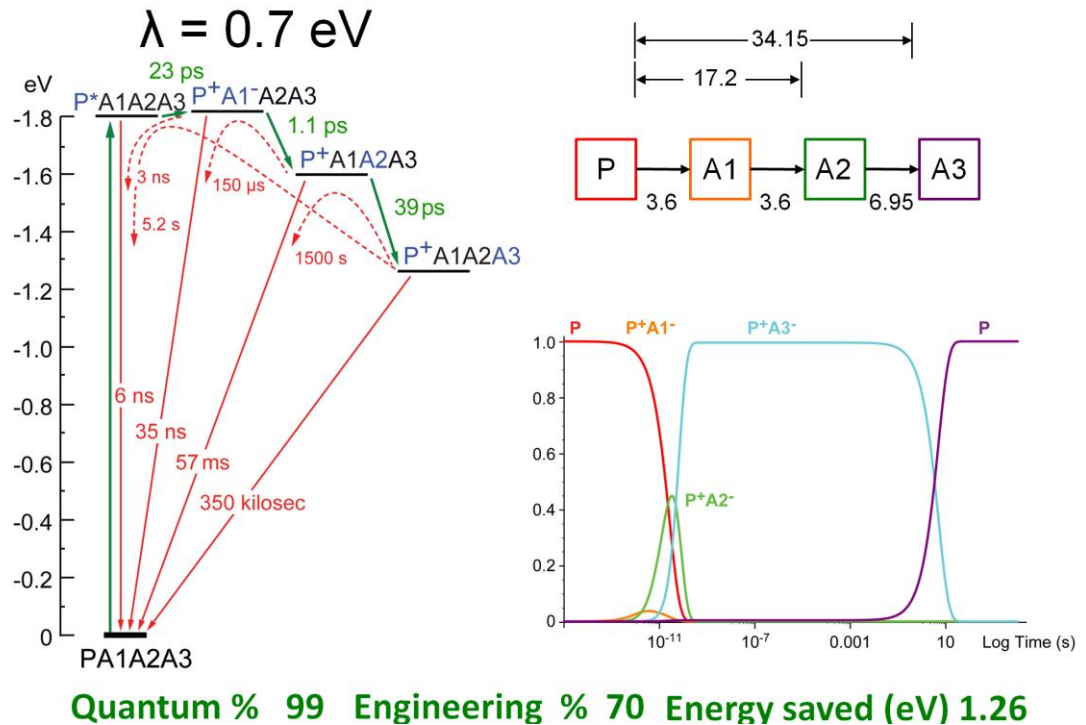 λ = 0.7 eV
eV
23 ps
P*A1A2A3
P⁺A1⁻A2A3
1.1 ps
P⁺A1A2A3
39 ps
P⁺A1A2A3
3 ns
150 μs
5.2 s
1500 s
6 ns
35 ns
57 ms
350 kilosec
-1.8
-1.6
-1.4
-1.2
-1.0
-0.8
-0.6
-0.4
-0.2
0
PA1A2A3
34.15
17.2
P
A1
A2
A3
3.6
3.6
6.95
P
P⁺A1⁻
P⁺A3⁻
P
P⁺A2⁻
1.0
0.8
0.6
0.4
0.2
0
10⁻¹¹
10⁻⁷
0.001
10
Log Time (s)
Quantum % 99 Engineering % 70 Energy saved (eV) 1.26